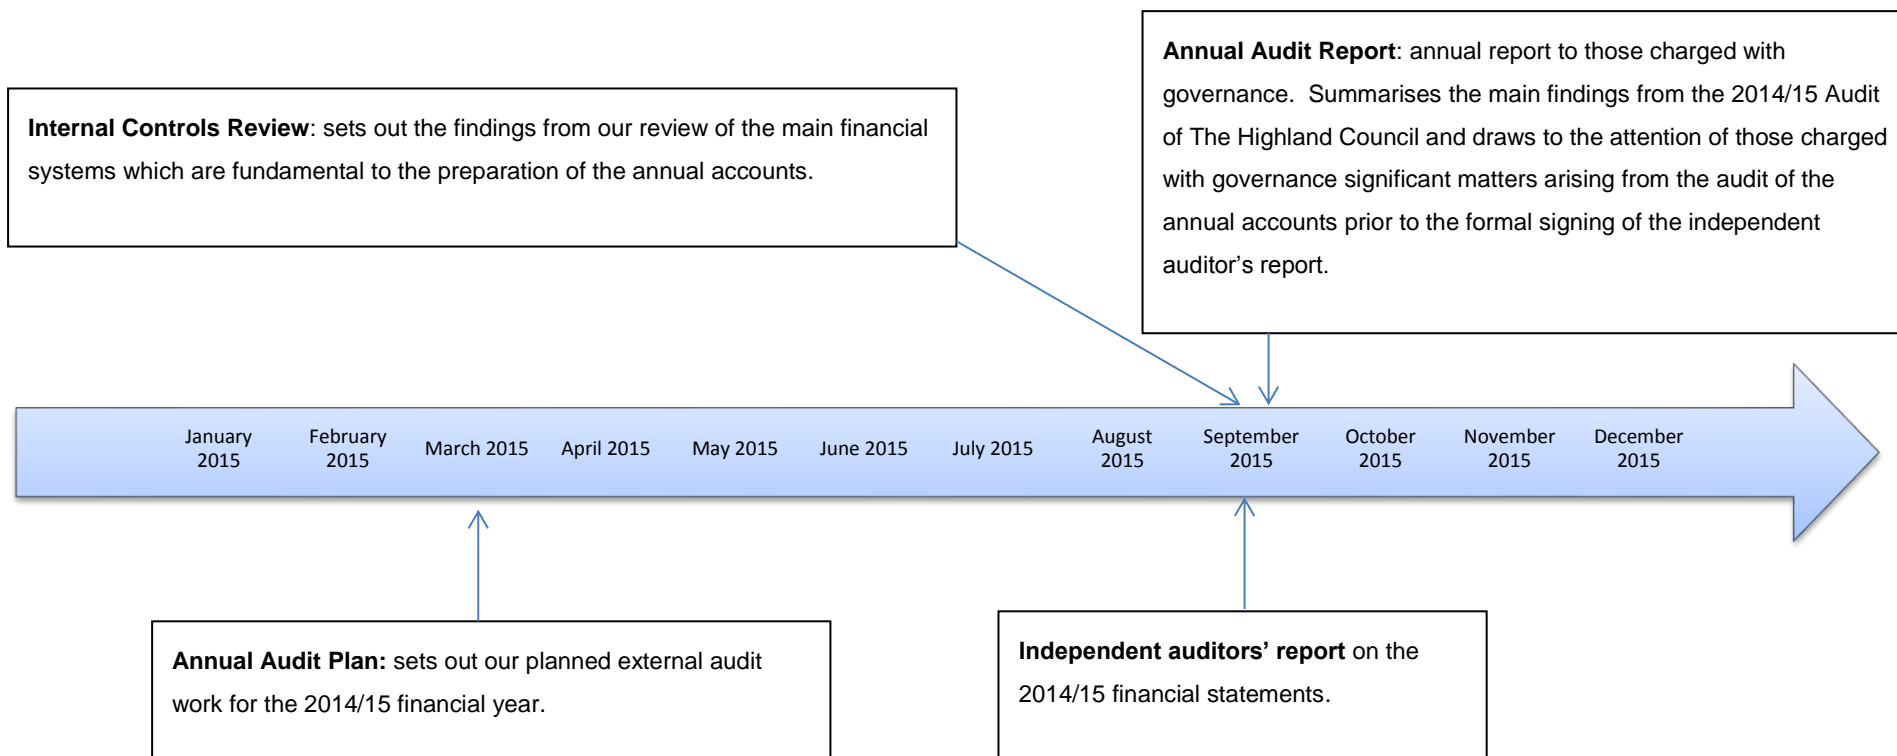 Annual Audit Report: annual report to those charged with
governance.  Summarises the main findings from the 2014/15 Audit
of The Highland Council and draws to the attention of those charged
with governance significant matters arising from the audit of the
annual accounts prior to the formal signing of the independent
auditor’s report.
Internal Controls Review: sets out the findings from our review of the main financial
systems which are fundamental to the preparation of the annual accounts.
January
2015
February
2015
March 2015
April 2015
May 2015
June 2015
July 2015
August
2015
September
2015
October
2015
November
2015
December
2015
Annual Audit Plan: sets out our planned external audit
work for the 2014/15 financial year.
Independent auditors’ report on the
2014/15 financial statements.